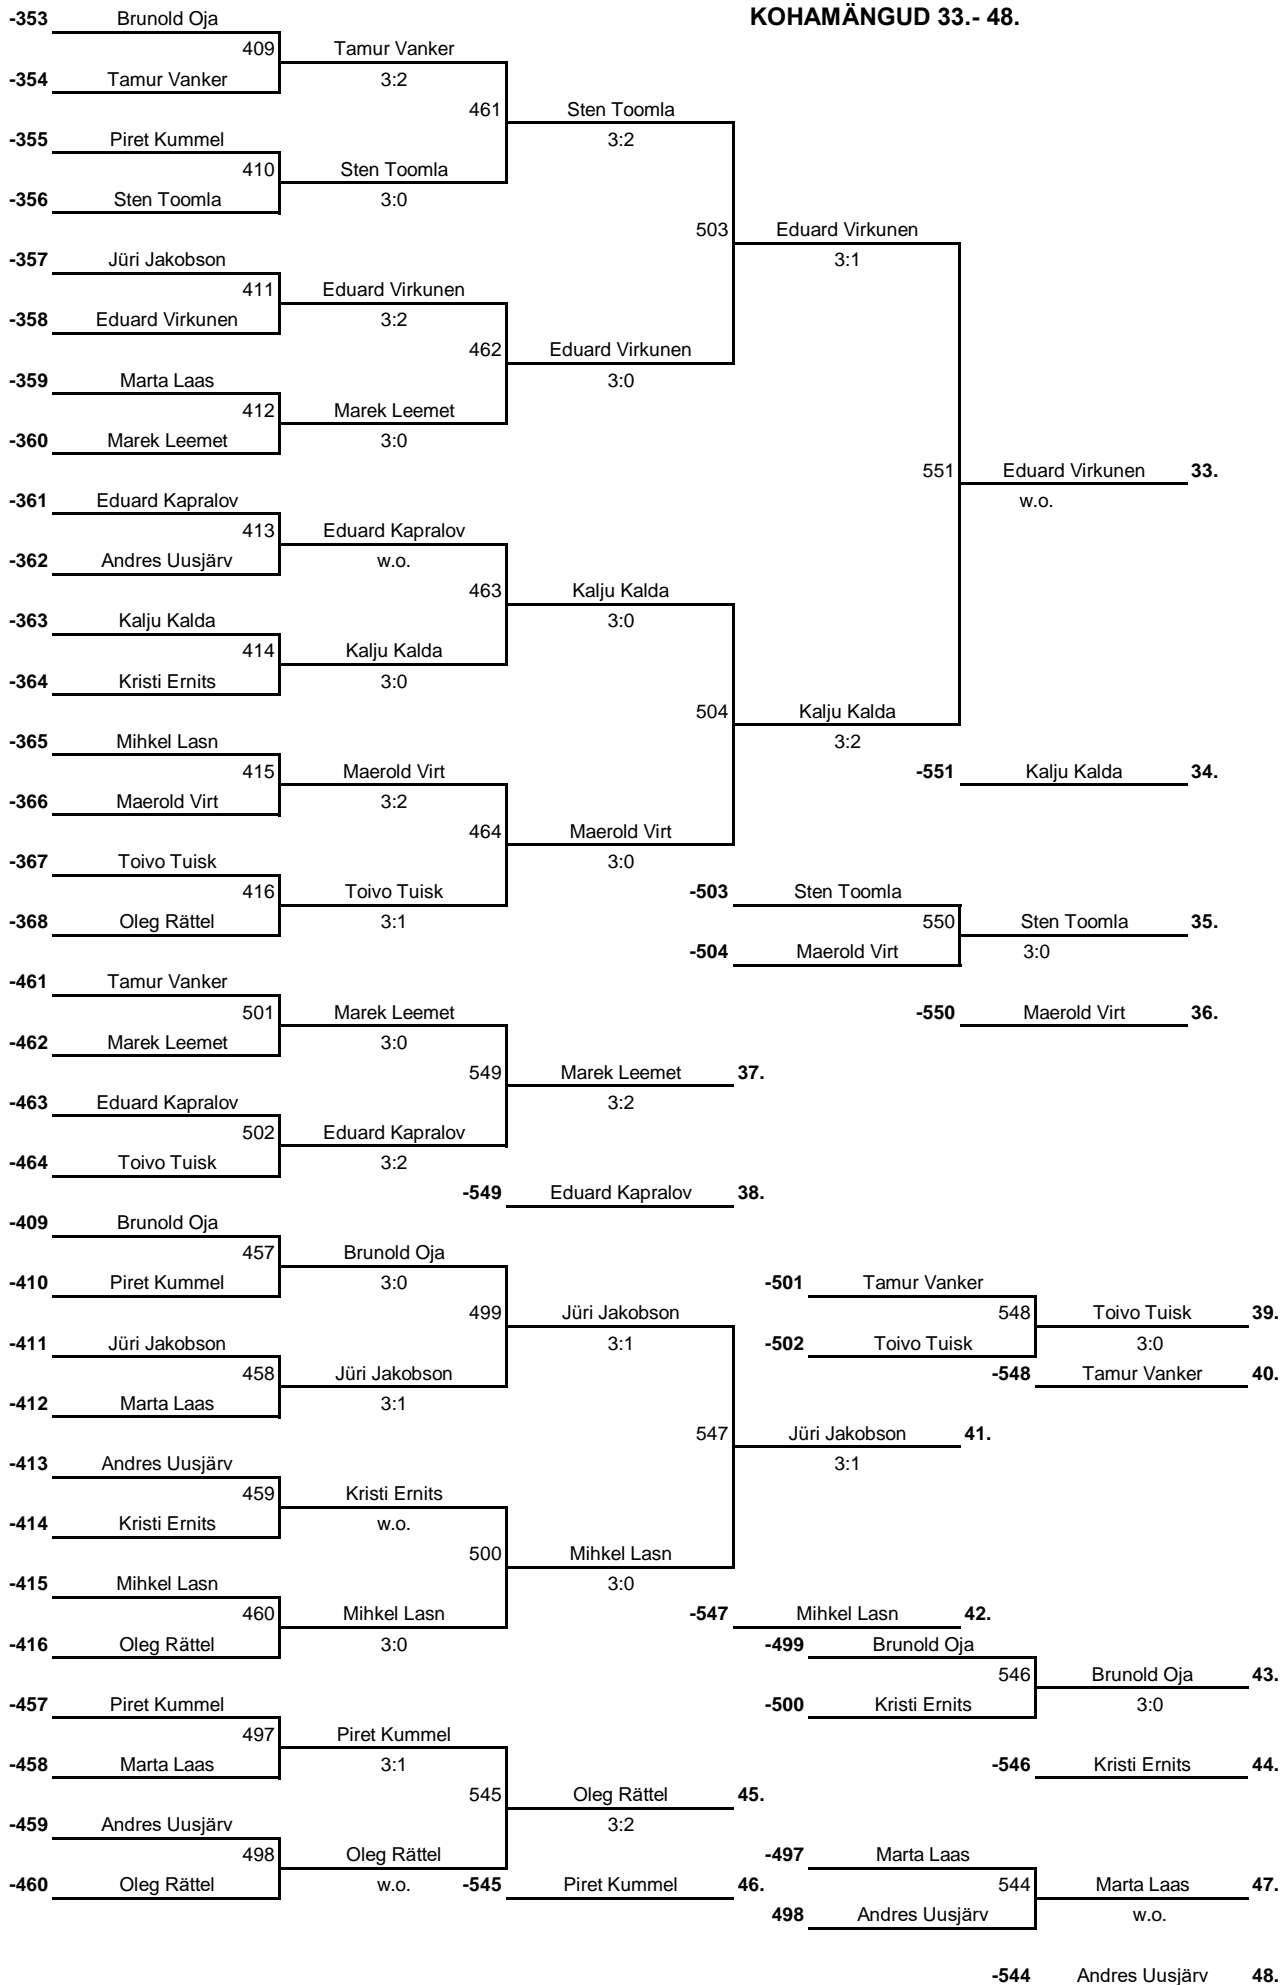 KOHAMÄNGUD 33.- 48.
-353 Brunold Oja
409 Tamur Vanker
-354 Tamur Vanker 3:2
461 Sten Toomla
-355 Piret Kummel 3:2
410 Sten Toomla
-356 Sten Toomla 3:0
503 Eduard Virkunen
-357 Jüri Jakobson 3:1
411 Eduard Virkunen
-358 Eduard Virkunen 3:2
462 Eduard Virkunen
-359 Marta Laas 3:0
412 Marek Leemet
-360 Marek Leemet 3:0
551 Eduard Virkunen 33.
-361 Eduard Kapralov w.o.
413 Eduard Kapralov
-362 Andres Uusjärv w.o.
463 Kalju Kalda
-363 Kalju Kalda 3:0
414 Kalju Kalda
-364 Kristi Ernits 3:0
504 Kalju Kalda
-365 Mihkel Lasn 3:2
415 Maerold Virt -551 Kalju Kalda 34.
-366 Maerold Virt 3:2
464 Maerold Virt
-367 Toivo Tuisk 3:0
416 Toivo Tuisk -503 Sten Toomla
-368 Oleg Rättel 3:1 550 Sten Toomla 35.
-504 Maerold Virt 3:0
-461 Tamur Vanker
501 Marek Leemet -550 Maerold Virt 36.
-462 Marek Leemet 3:0
549 Marek Leemet 37.
-463 Eduard Kapralov 3:2
502 Eduard Kapralov
-464 Toivo Tuisk 3:2
-549 Eduard Kapralov 38.
-409 Brunold Oja
457 Brunold Oja
-410 Piret Kummel 3:0 -501 Tamur Vanker
499 Jüri Jakobson 548 Toivo Tuisk 39.
-411 Jüri Jakobson 3:1 -502 Toivo Tuisk 3:0
458 Jüri Jakobson -548 Tamur Vanker 40.
-412 Marta Laas 3:1
547 Jüri Jakobson 41.
-413 Andres Uusjärv 3:1
459 Kristi Ernits
-414 Kristi Ernits w.o.
500 Mihkel Lasn
-415 Mihkel Lasn 3:0
460 Mihkel Lasn -547 Mihkel Lasn 42.
-416 Oleg Rättel 3:0 -499 Brunold Oja
546 Brunold Oja 43.
-457 Piret Kummel -500 Kristi Ernits 3:0
497 Piret Kummel
-458 Marta Laas 3:1 -546 Kristi Ernits 44.
545 Oleg Rättel 45.
-459 Andres Uusjärv 3:2
498 Oleg Rättel -497 Marta Laas
-460 Oleg Rättel w.o. -545 Piret Kummel 46. 544 Marta Laas 47.
498 Andres Uusjärv w.o.
-544 Andres Uusjärv 48.